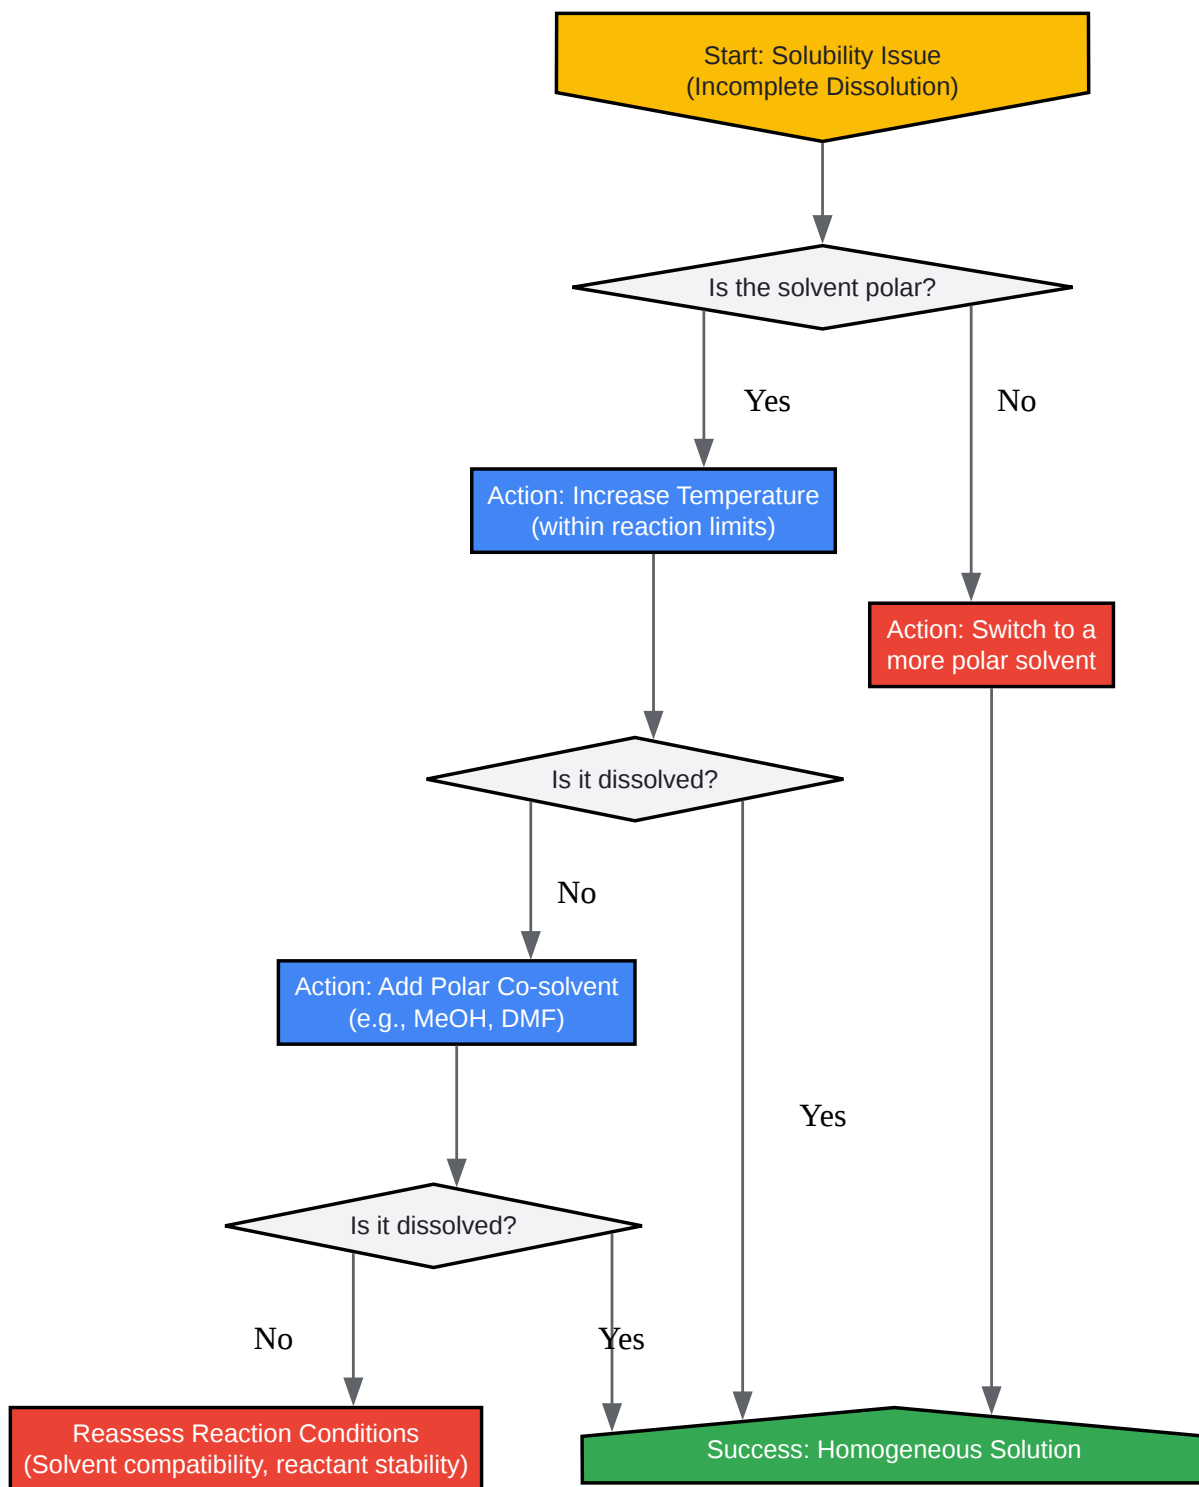 Start: Solubility Issue
(Incomplete Dissolution)
Is the solvent polar?
Yes
No
Action: Increase Temperature
(within reaction limits)
Action: Switch to a
more polar solvent
Is it dissolved?
No
Action: Add Polar Co-solvent
(e.g., MeOH, DMF)
Yes
Is it dissolved?
No
Yes
Reassess Reaction Conditions
(Solvent compatibility, reactant stability)
Success: Homogeneous Solution